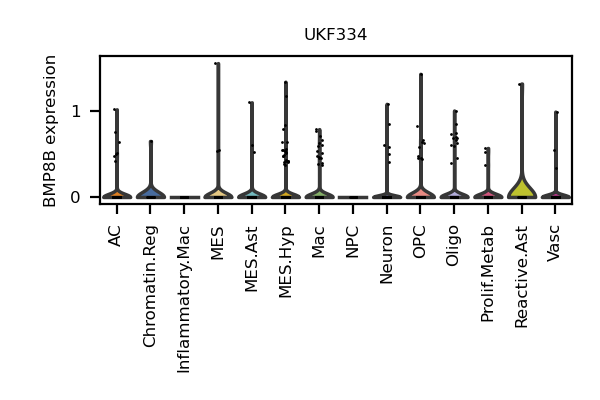 UKF334
BMP8B expression
1
0
AC
Chromatin.Reg
Inflammatory.Mac
MES
MES.Ast
MES.Hyp
Mac
NPC
Neuron
OPC
Oligo
Prolif.Metab
Reactive.Ast
Vasc